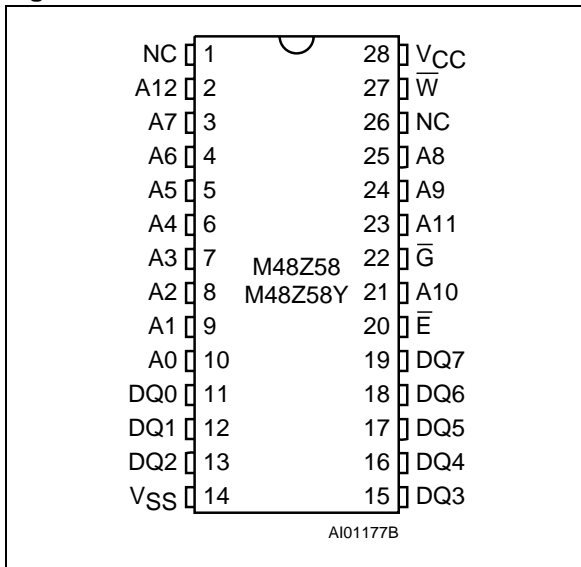 NC 1 28 VCC
A12 2 27 W̅
A7 3 26 NC
A6 4 25 A8
A5 5 24 A9
A4 6 23 A11
A3 7 22 G̅
M48Z58
A2 8 M48Z58Y 21 A10
A1 9 20 E̅
A0 10 19 DQ7
DQ0 11 18 DQ6
DQ1 12 17 DQ5
DQ2 13 16 DQ4
VSS 14 15 DQ3
AI01177B